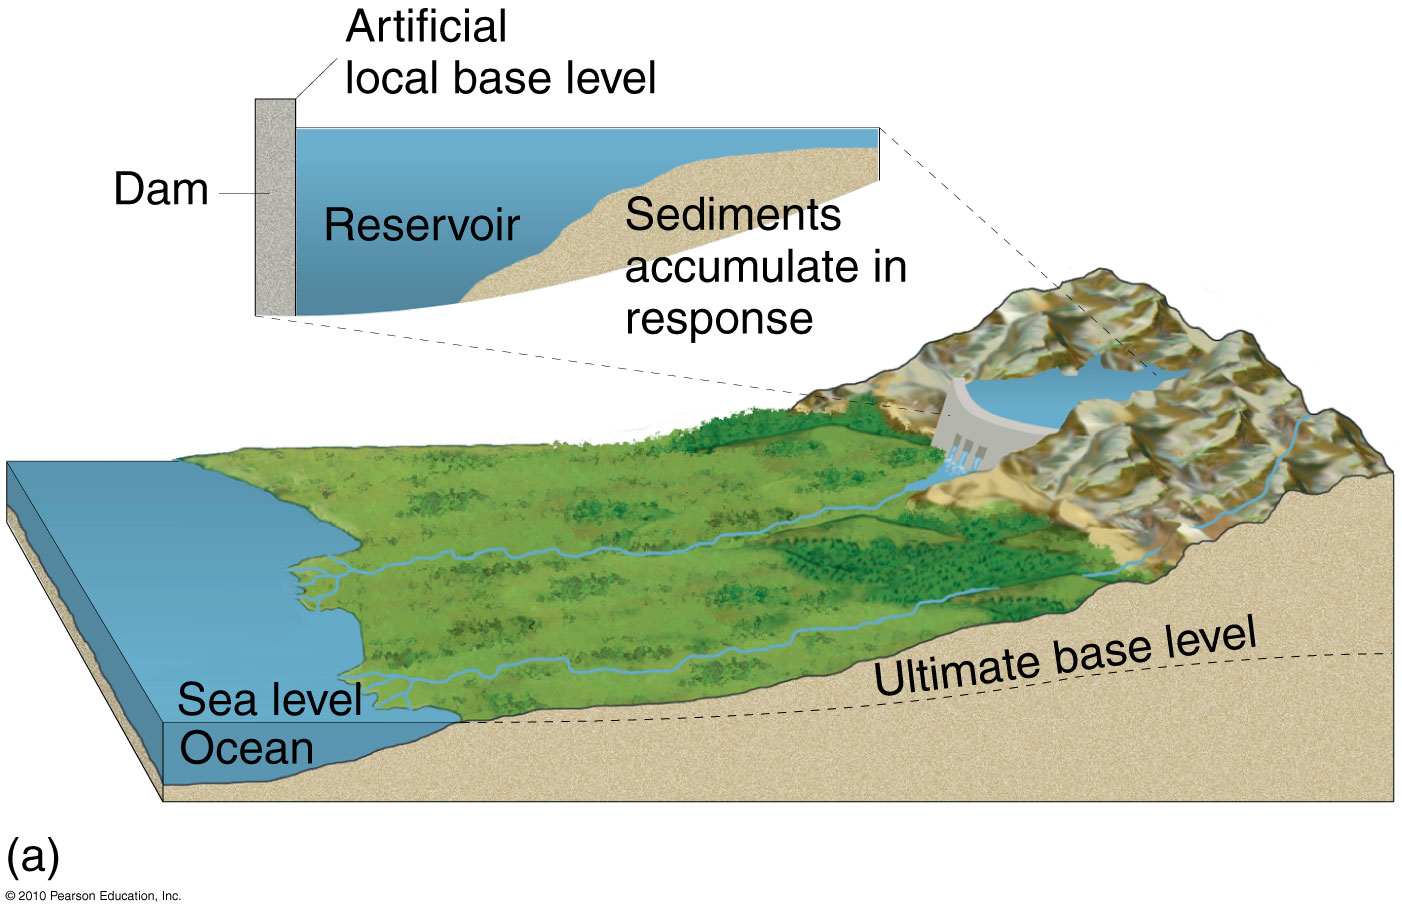 Artificial
local base level
Dam
Reservoir
Sediments
accumulate in
response
Ultimate base level
Sea level
Ocean
(a)
© 2010 Pearson Education, Inc.